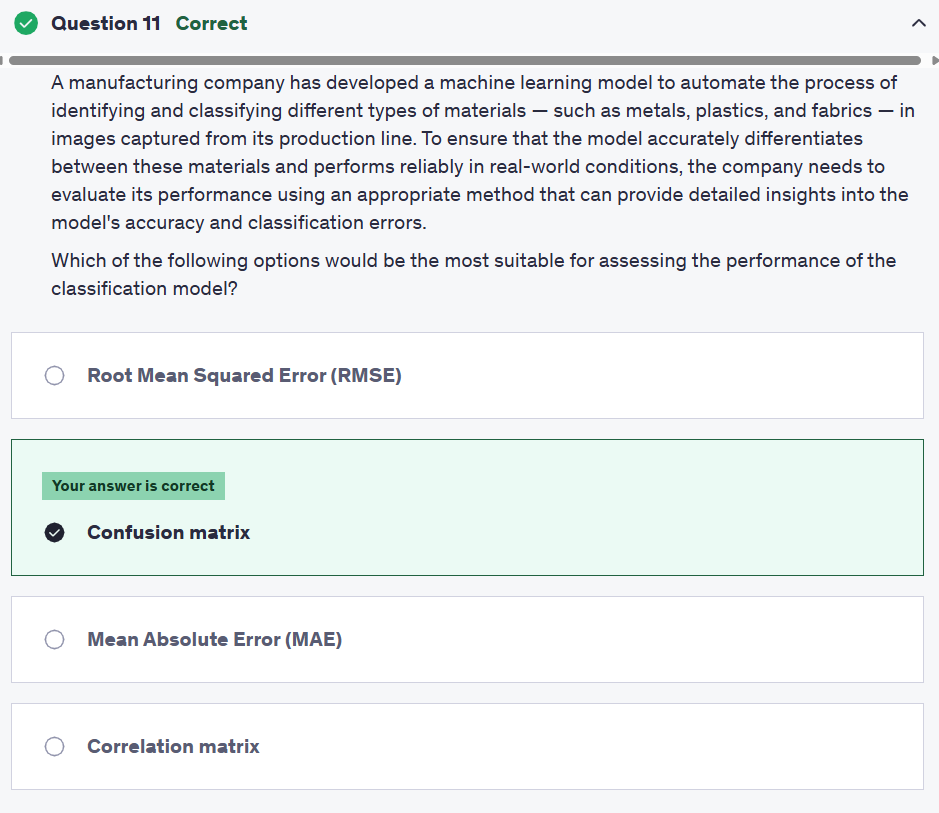 Question 11 Correct
A manufacturing company has developed a machine learning model to automate the process of
identifying and classifying different types of materials — such as metals, plastics, and fabrics — in
images captured from its production line. To ensure that the model accurately differentiates
between these materials and performs reliably in real-world conditions, the company needs to
evaluate its performance using an appropriate method that can provide detailed insights into the
model's accuracy and classification errors.
Which of the following options would be the most suitable for assessing the performance of the
classification model?
Root Mean Squared Error (RMSE)
Your answer is correct
Confusion matrix
Mean Absolute Error (MAE)
Correlation matrix